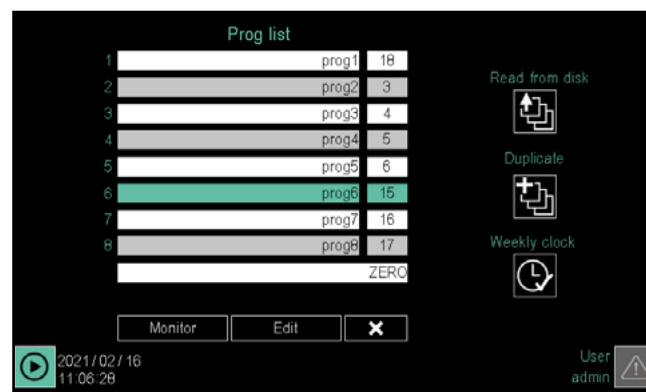 Prog list
1 prog1 18
2 prog2 3
3 prog3 4
4 prog4 5
5 prog5 6
6 prog6 15
7 prog7 16
8 prog8 17
ZERO
Read from disk
Duplicate
Weekly clock
Monitor Edit
2021/02/16
11:06:28
User
admin